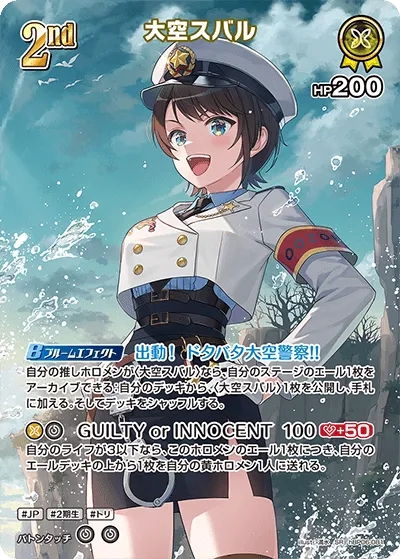 2nd
大空スバル
HP200
ブルームエフェクト 出動！ ドタバタ大空警察!!
自分の推しホロメンが〈大空スバル〉なら、自分のステージのエール1枚を
アーカイブできる：自分のデッキから、〈大空スバル〉1枚を公開し、手札
に加える。そしてデッキをシャッフルする。
GUILTY or INNOCENT 100 +50
自分のライフが3以下なら、このホロメンのエール1枚につき、自分の
エールデッキの上から1枚を自分の黄ホロメン1人に送れる。
#JP #2期生 #トリ
バトンタッチ